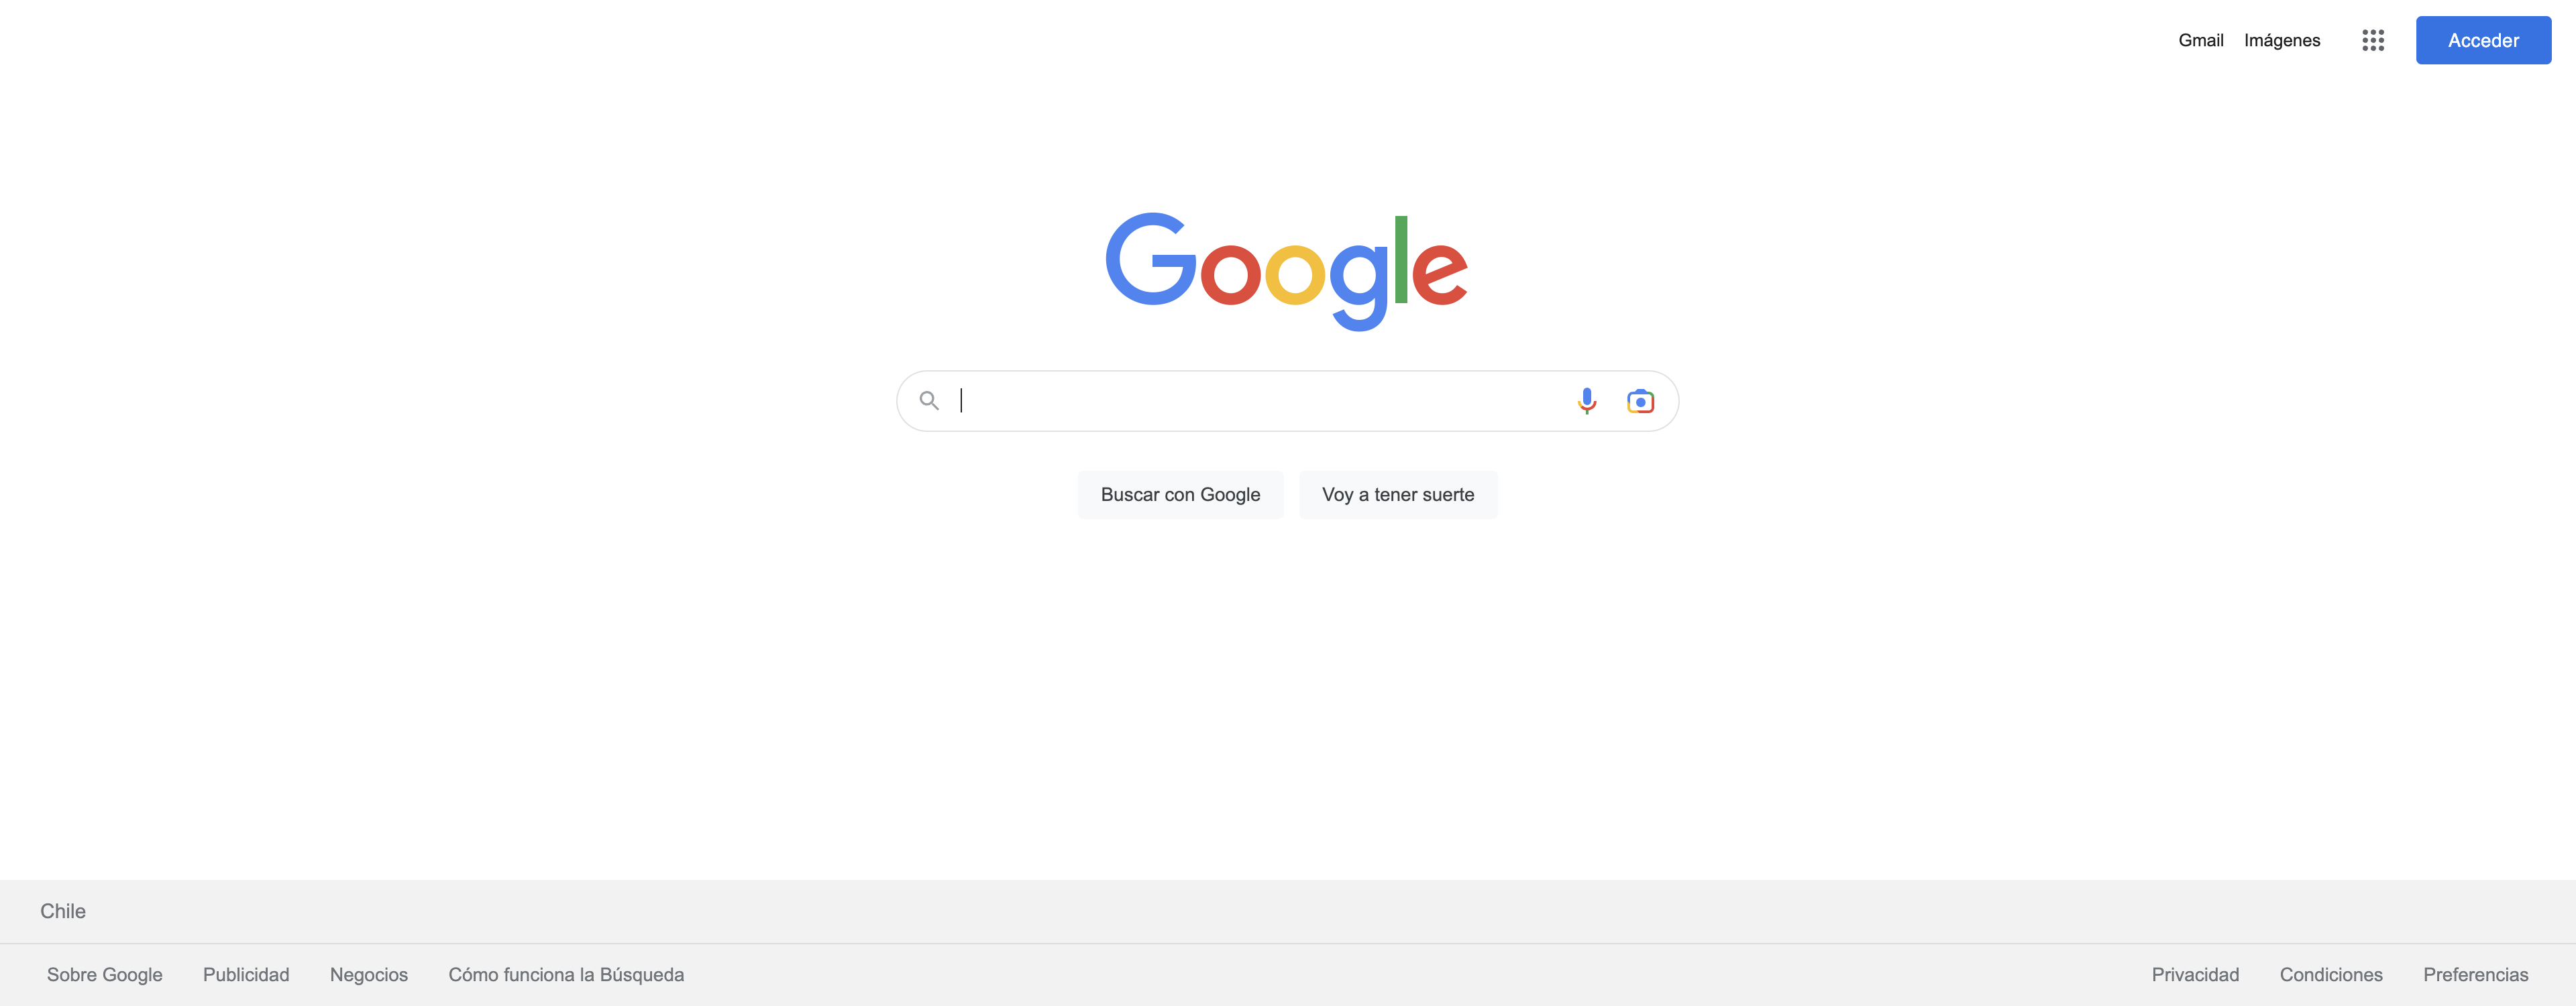 Gmail Imágenes Acceder
Google
Buscar con Google Voy a tener suerte
Chile
Sobre Google Publicidad Negocios Cómo funciona la Búsqueda Privacidad Condiciones Preferencias